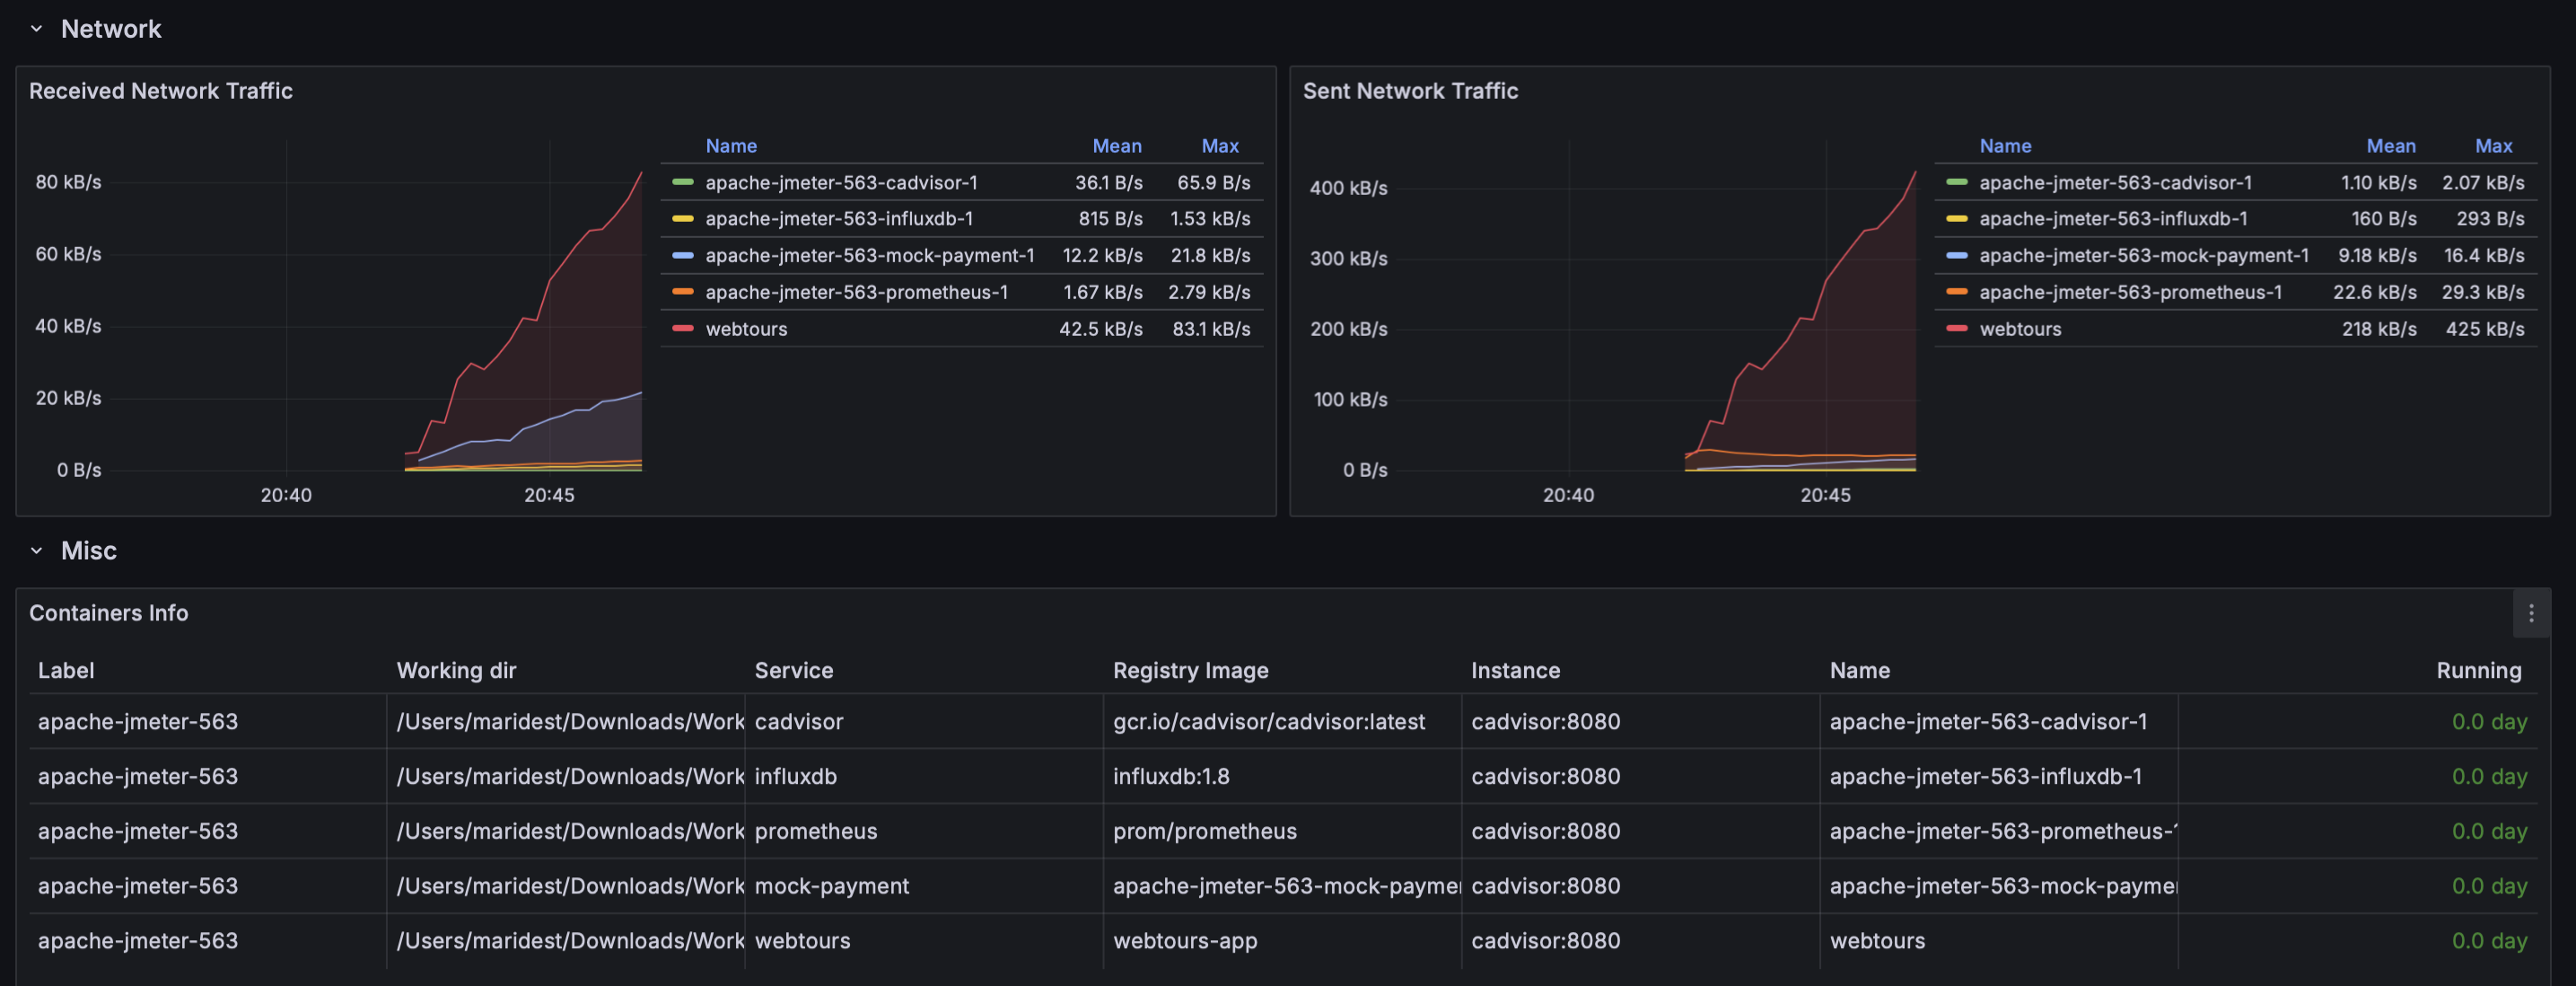 Network
Received Network Traffic
Name Mean Max
80 kB/s
60 kB/s
40 kB/s
20 kB/s
0 B/s
20:40 20:45
apache-jmeter-563-cadvisor-1 36.1 B/s 65.9 B/s
apache-jmeter-563-influxdb-1 815 B/s 1.53 kB/s
apache-jmeter-563-mock-payment-1 12.2 kB/s 21.8 kB/s
apache-jmeter-563-prometheus-1 1.67 kB/s 2.79 kB/s
webtours 42.5 kB/s 83.1 kB/s
Sent Network Traffic
Name Mean Max
400 kB/s
300 kB/s
200 kB/s
100 kB/s
0 B/s
20:40 20:45
apache-jmeter-563-cadvisor-1 1.10 kB/s 2.07 kB/s
apache-jmeter-563-influxdb-1 160 B/s 293 B/s
apache-jmeter-563-mock-payment-1 9.18 kB/s 16.4 kB/s
apache-jmeter-563-prometheus-1 22.6 kB/s 29.3 kB/s
webtours 218 kB/s 425 kB/s
Misc
Containers Info
Label Working dir Service Registry Image Instance Name Running
apache-jmeter-563 /Users/maridest/Downloads/Work cadvisor gcr.io/cadvisor/cadvisor:latest cadvisor:8080 apache-jmeter-563-cadvisor-1 0.0 day
apache-jmeter-563 /Users/maridest/Downloads/Work influxdb influxdb:1.8 cadvisor:8080 apache-jmeter-563-influxdb-1 0.0 day
apache-jmeter-563 /Users/maridest/Downloads/Work prometheus prom/prometheus cadvisor:8080 apache-jmeter-563-prometheus-1 0.0 day
apache-jmeter-563 /Users/maridest/Downloads/Work mock-payment apache-jmeter-563-mock-payme cadvisor:8080 apache-jmeter-563-mock-payme 0.0 day
apache-jmeter-563 /Users/maridest/Downloads/Work webtours webtours-app cadvisor:8080 webtours 0.0 day